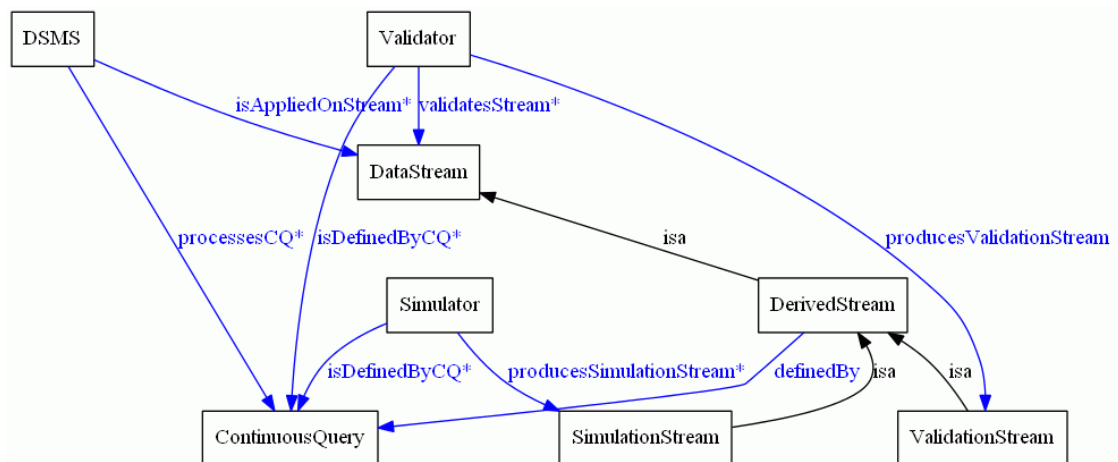 DSMS
Validator
isAppliedOnStream*
validatesStream*
DataStream
processesCQ*
isDefinedByCQ*
isa
producesValidationStream
Simulator
DerivedStream
isDefinedByCQ*
producesSimulationStream*
definedBy
isa
isa
ContinuousQuery
SimulationStream
ValidationStream